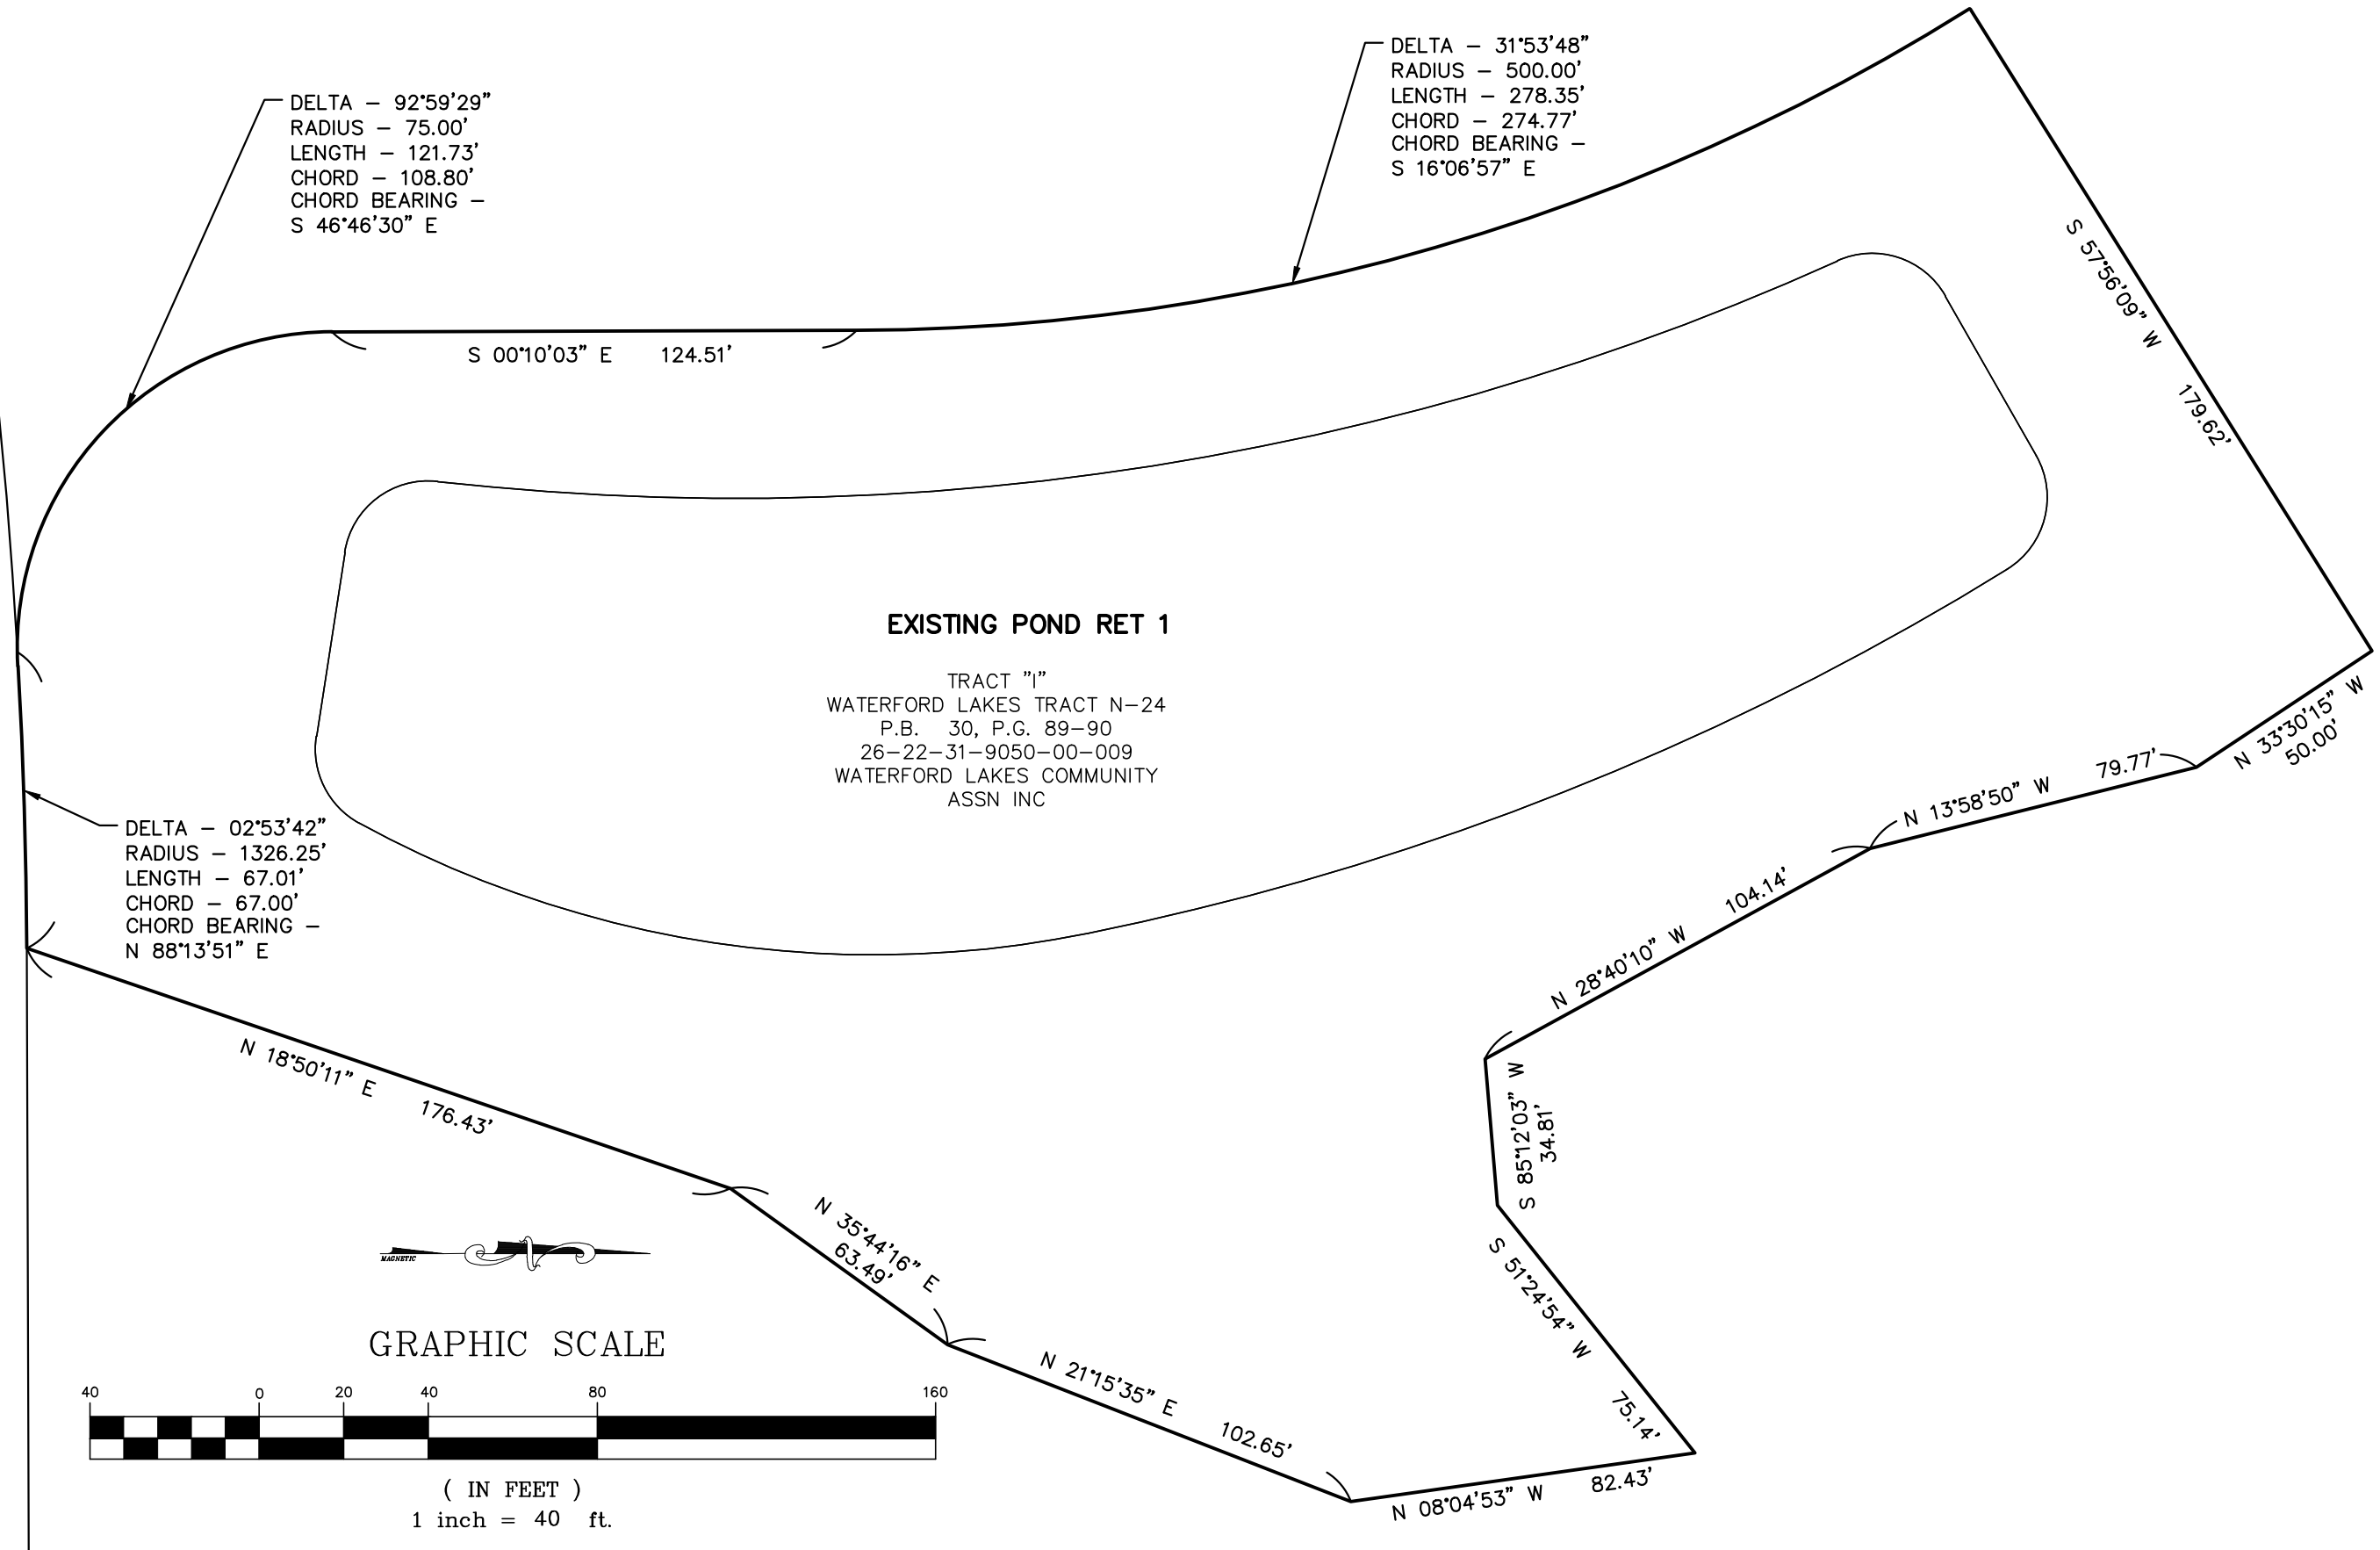 DELTA – 31°53'48"
RADIUS – 500.00'
LENGTH – 278.35'
CHORD – 274.77'
CHORD BEARING –
S 16°06'57" E
DELTA – 92°59'29"
RADIUS – 75.00'
LENGTH – 121.73'
CHORD – 108.80'
CHORD BEARING –
S 46°46'30" E
S 57°56'09" W 179.62'
S 00°10'03" E 124.51'
EXISTING POND RET 1
TRACT "I"
WATERFORD LAKES TRACT N–24
P.B. 30, P.G. 89–90
26–22–31–9050–00–009
WATERFORD LAKES COMMUNITY
ASSN INC
N 33°30'15" W
50.00'
N 13°58'50" W 79.77'
DELTA – 02°53'42"
RADIUS – 1326.25'
LENGTH – 67.01'
CHORD – 67.00'
CHORD BEARING –
N 88°13'51" E
N 28°40'10" W 104.14'
N 18°50'11" E 176.43'
S 85°12'03" W
34.81'
N 35°44'16" E
63.49'
S 51°24'54" W 75.14'
MAGNETIC
GRAPHIC SCALE
N 21°15'35" E 102.65'
40 0 20 40 80 160
N 08°04'53" W 82.43'
( IN FEET )
1 inch = 40 ft.